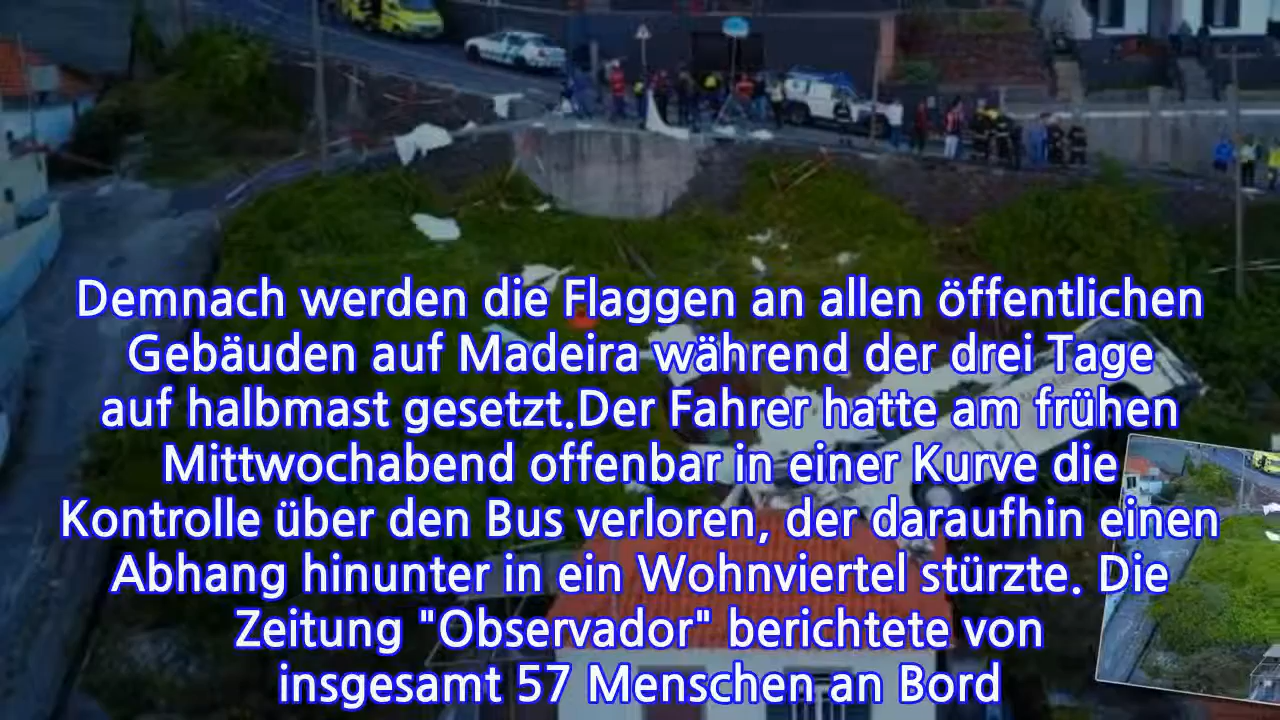 Demnach werden die Flaggen an allen öffentlichen
Gebäuden auf Madeira während der drei Tage
auf halbmast gesetzt.Der Fahrer hatte am frühen
Mittwochabend offenbar in einer Kurve die
Kontrolle über den Bus verloren, der daraufhin einen
Abhang hinunter in ein Wohnviertel stürzte. Die
Zeitung "Observador" berichtete von
insgesamt 57 Menschen an Bord